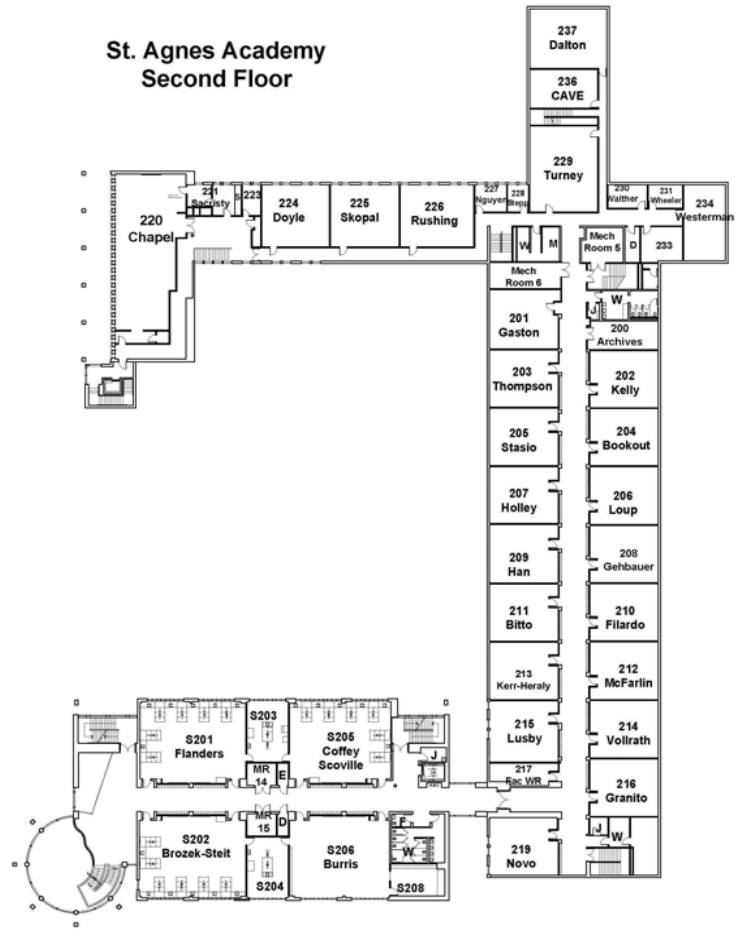 St. Agnes Academy
Second Floor
237
Dalton
236
CAVE
229
Turney
220
Chapel
221
Sacristy
S
223
224
Doyle
225
Skopal
226
Rushing
227
Nguyen
228
Stepp
230
Walther
231
Wheeler
234
Westerman
W
M
Mech
Room 5
D
233
Mech
Room 6
W
J
200
Archives
201
Gaston
202
Kelly
203
Thompson
204
Bookout
205
Stasio
206
Loup
207
Holley
208
Gehbauer
209
Han
210
Filardo
211
Bitto
212
McFarlin
213
Kerr-Heraly
214
Vollrath
215
Lusby
216
Granito
217
Fac WR
219
Novo
J
W
S201
Flanders
S203
S205
Coffey
Scoville
J
MR
14
E
MR
15
D
S202
Brozek-Steit
S204
S206
Burris
F
W
S208